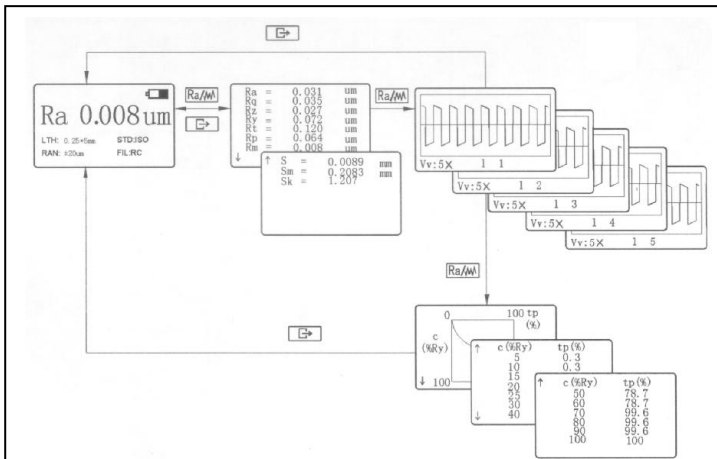 Ra/
Ra 0.008um
LTH: 0.25*5mm STD:ISO
RAN: ±20um FIL:RC
Ra = 0.031 um
Rq = 0.035 um
Rz = 0.027 um
Ry = 0.072 um
Rt = 0.120 um
Rp = 0.064 um
Rm = 0.008 um
↓
↑ S = 0.0089 mm
Sm = 0.2083 mm
Sk = 1.207
Ra/
Vv:5X 1 1
Vv:5X 1 2
Vv:5X 1 3
Vv:5X 1 4
Vv:5X 1 5
Ra/
0 100 tp
(%)
c
(%Ry)
↓ 100
↑ c(%Ry) tp(%)
5 0.3
10 0.3
15
20
25
30
↓ 40
↑ c(%Ry) tp(%)
50 78.7
60 78.7
70 99.6
80 99.6
90 99.6
100 100